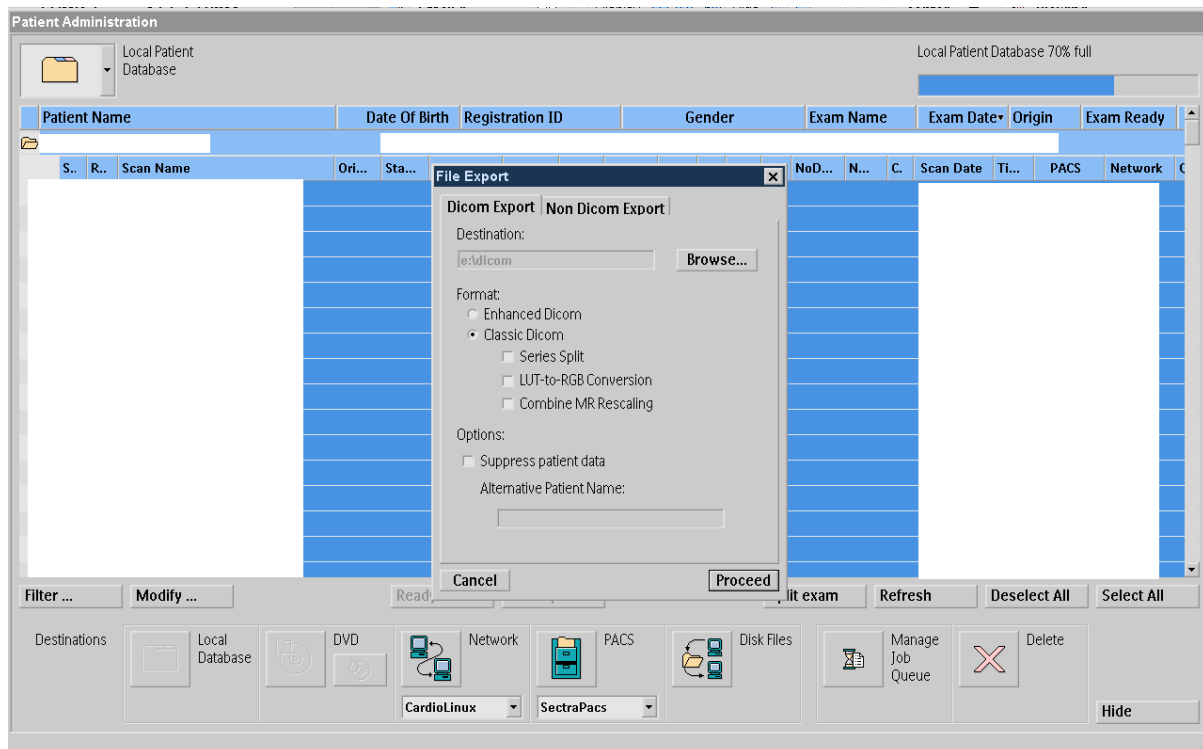 Patient Administration
Local Patient
Database
Local Patient Database 70% full
Patient Name Date Of Birth Registration ID Gender Exam Name Exam Date Origin Exam Ready
S.. R.. Scan Name Ori... Sta... NoD... N... C. Scan Date Ti... PACS Network
File Export
Dicom Export Non Dicom Export
Destination:
e:\dicom Browse...
Format:
Enhanced Dicom
Classic Dicom
Series Split
LUT-to-RGB Conversion
Combine MR Rescaling
Options:
Suppress patient data
Alternative Patient Name:
Cancel Proceed
Filter ... Modify ... Read it exam Refresh Deselect All Select All
Destinations Local
Database DVD Network PACS Disk Files Manage
Job
Queue Delete
CardioLinux SectraPacs Hide